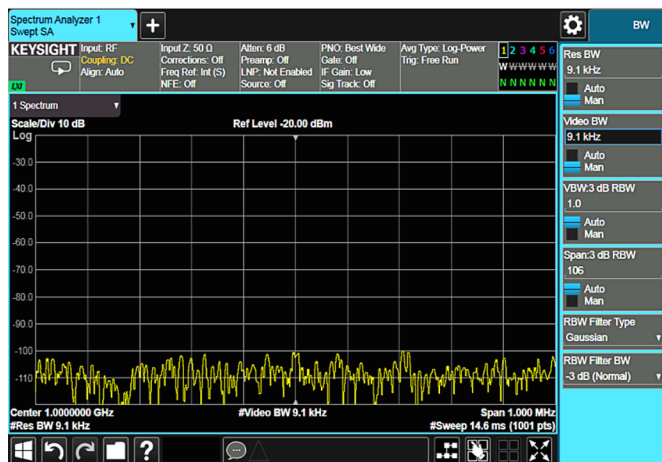 Spectrum Analyzer 1
Swept SA
BW
KEYSIGHT
LXI
Input: RF
Coupling: DC
Align: Auto
Input Z: 50 Ω
Corrections: Off
Freq Ref: Int (S)
NFE: Off
Atten: 6 dB
Preamp: Off
LNP: Not Enabled
Source: Off
PNO: Best Wide
Gate: Off
IF Gain: Low
Sig Track: Off
Avg Type: Log-Power
Trig: Free Run
1 2 3 4 5 6
W W W W W W
N N N N N N
1 Spectrum
Scale/Div 10 dB
Ref Level -20.00 dBm
Log
-30.0
-40.0
-50.0
-60.0
-70.0
-80.0
-90.0
-100
-110
Center 1.0000000 GHz
#Video BW 9.1 kHz
Span 1.000 MHz
#Res BW 9.1 kHz
#Sweep 14.6 ms (1001 pts)
?
Res BW
9.1 kHz
Auto
Man
Video BW
9.1 kHz
Auto
Man
VBW:3 dB RBW
1.0
Auto
Man
Span:3 dB RBW
106
Auto
Man
RBW Filter Type
Gaussian
RBW Filter BW
-3 dB (Normal)